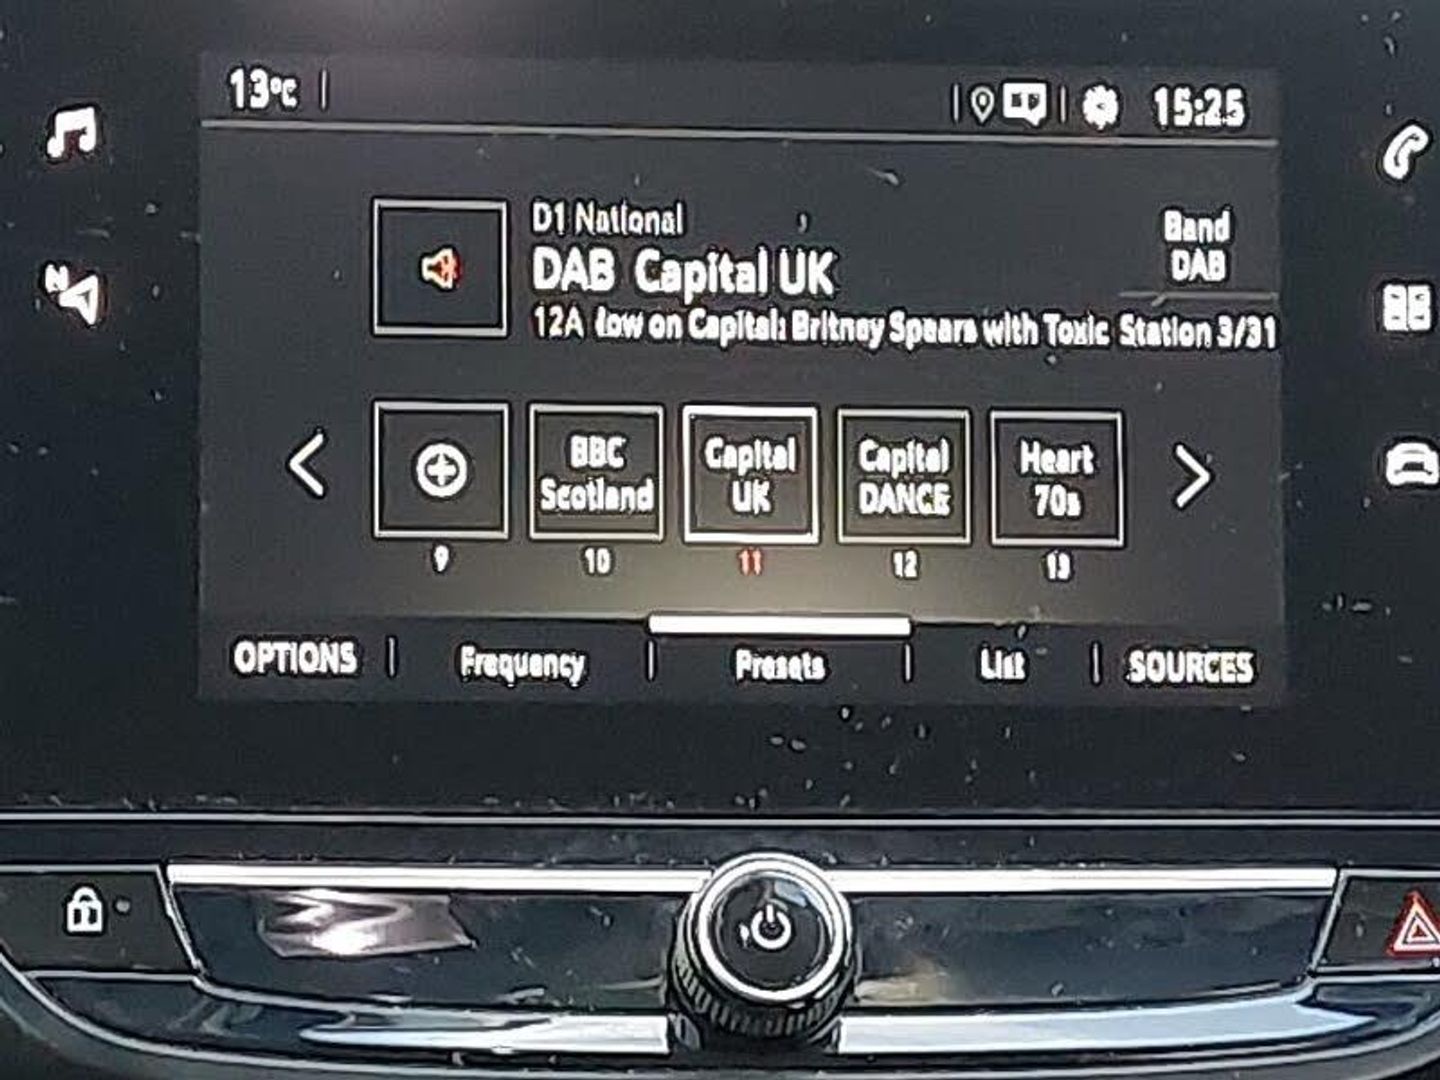 13°C
15:25
D1 National
Band
DAB Capital UK
DAB
12A low on Capital: Britney Spears with Toxic Station 3/31
BBC Scotland
Capital UK
Capital DANCE
Heart 70s
9
10
11
12
13
OPTIONS
Frequency
Presets
List
SOURCES
N